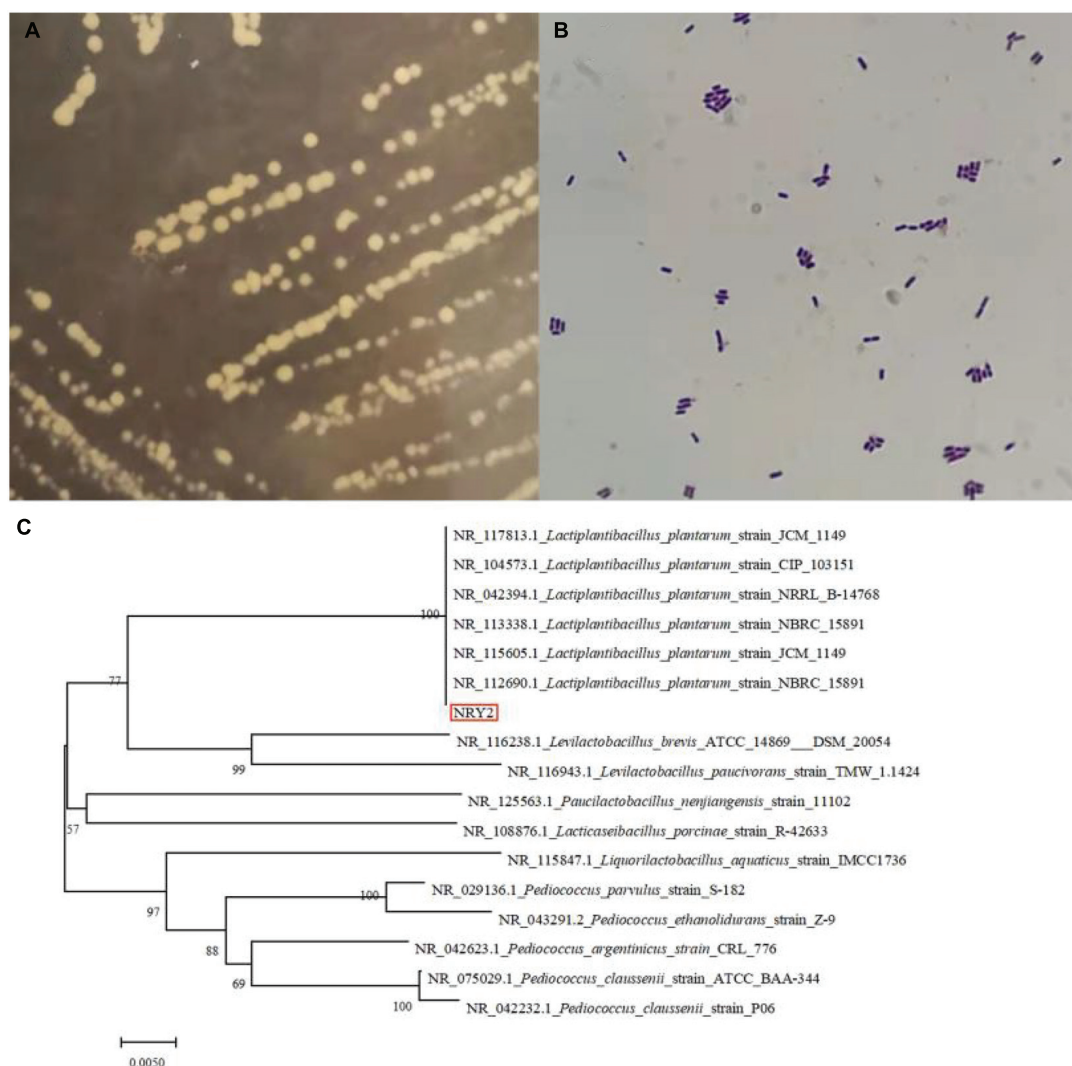 A
B
C
NR_117813.1_Lactiplantibacillus_plantarum_strain_JCM_1149
NR_104573.1_Lactiplantibacillus_plantarum_strain_CIP_103151
NR_042394.1_Lactiplantibacillus_plantarum_strain_NRRL_B-14768
100
NR_113338.1_Lactiplantibacillus_plantarum_strain_NBRC_15891
NR_115605.1_Lactiplantibacillus_plantarum_strain_JCM_1149
77
NR_112690.1_Lactiplantibacillus_plantarum_strain_NBRC_15891
NRY2
NR_116238.1_Levilactobacillus_brevis_ATCC_14869___DSM_20054
99
NR_116943.1_Levilactobacillus_paucivorans_strain_TMW_1.1424
NR_125563.1_Paucilactobacillus_nenjiangensis_strain_11102
57
NR_108876.1_Lacticaseibacillus_porcinae_strain_R-42633
NR_115847.1_Liquorilactobacillus_aquaticus_strain_IMCC1736
NR_029136.1_Pediococcus_parvulus_strain_S-182
100
97
NR_043291.2_Pediococcus_ethanolidurans_strain_Z-9
88
NR_042623.1_Pediococcus_argentinicus_strain_CRL_776
69
NR_075029.1_Pediococcus_claussenii_strain_ATCC_BAA-344
100
NR_042232.1_Pediococcus_claussenii_strain_P06
0.0050